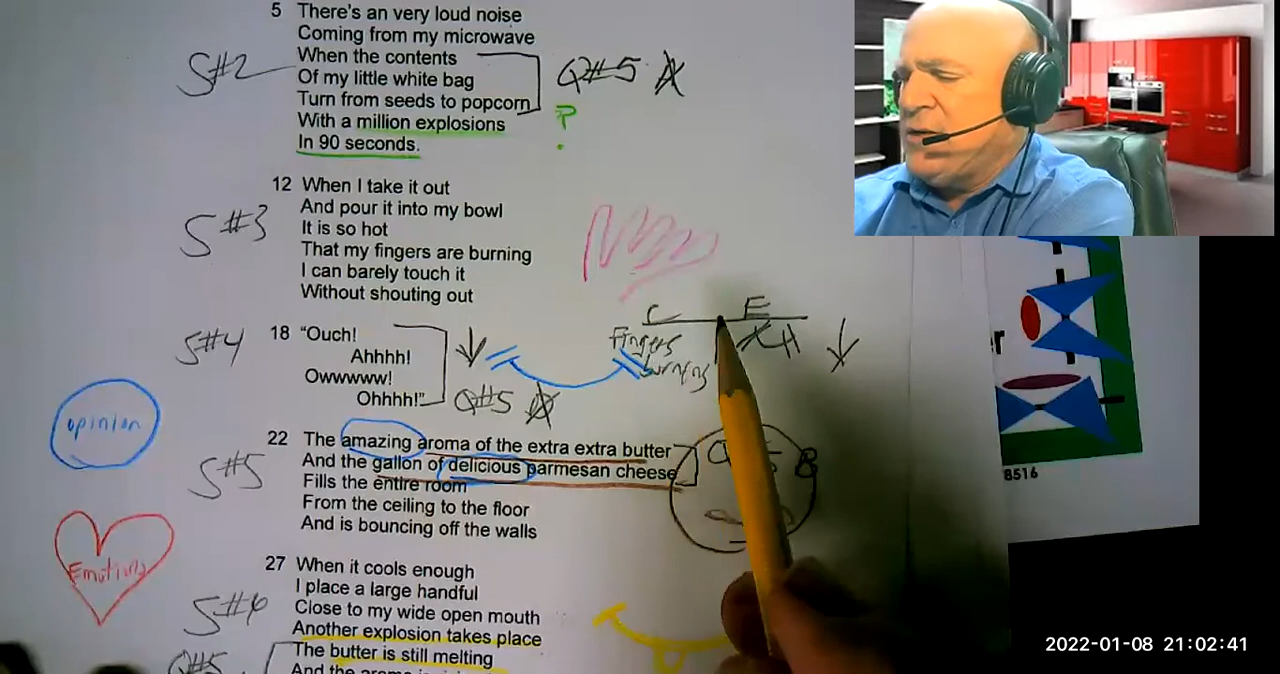 5 There's an very loud noise
Coming from my microwave
S#2 When the contents
Of my little white bag
Q#5 A
Turn from seeds to popcorn
With a million explosions
?
In 90 seconds.
12 When I take it out
And pour it into my bowl
S#3 It is so hot
That my fingers are burning
I can barely touch it
Without shouting out
C E
Fingers
burning
S#4 18 "Ouch!
Ahhhh!
Owwwww!
Ohhhh!"
Q#5
opinion
22 The amazing aroma of the extra extra butter
S#5 And the gallon of delicious parmesan cheese
Fills the entire room
From the ceiling to the floor
And is bouncing off the walls
Emotionally
27 When it cools enough
I place a large handful
S#6 Close to my wide open mouth
Another explosion takes place
Q#5 The butter is still melting
And the
8516
2022-01-08 21:02:41